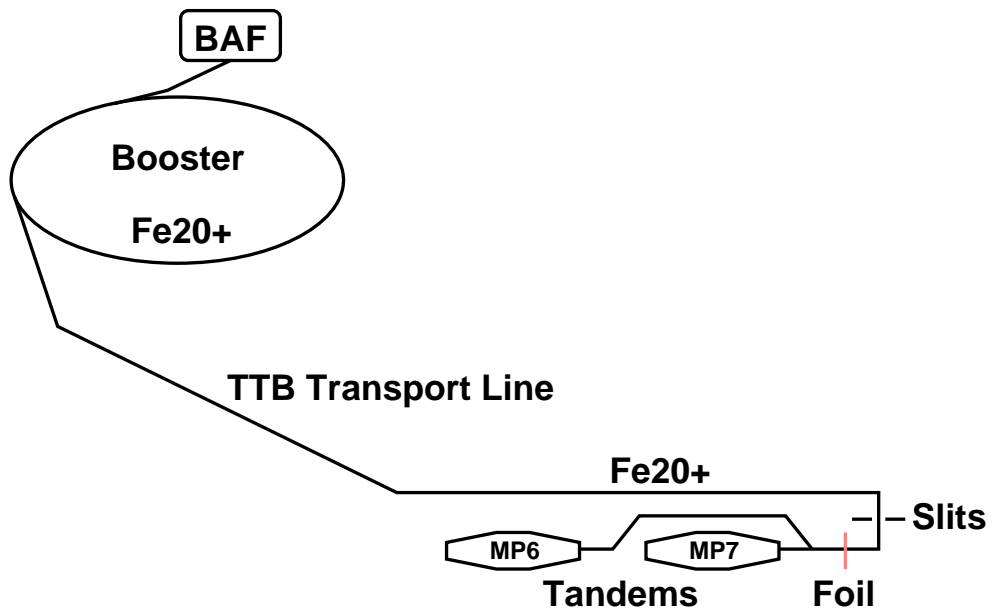 BAF
Booster
Fe20+
TTB Transport Line
Fe20+
Slits
MP6
MP7
Tandems
Foil